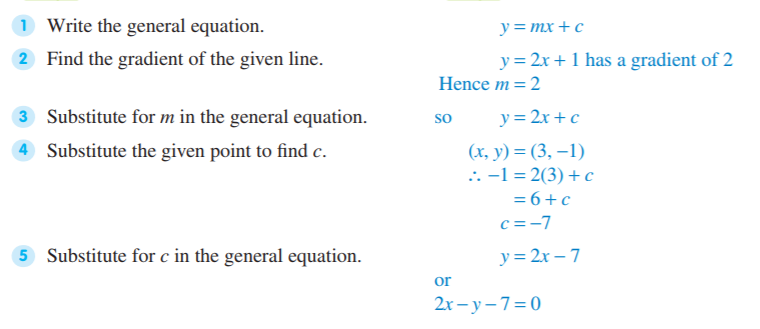 1 Write the general equation. y = mx + c
2 Find the gradient of the given line. y = 2x + 1 has a gradient of 2
Hence m = 2
3 Substitute for m in the general equation. so y = 2x + c
4 Substitute the given point to find c. (x, y) = (3, −1)
∴ −1 = 2(3) + c
= 6 + c
c = −7
5 Substitute for c in the general equation. y = 2x − 7
or
2x − y − 7 = 0